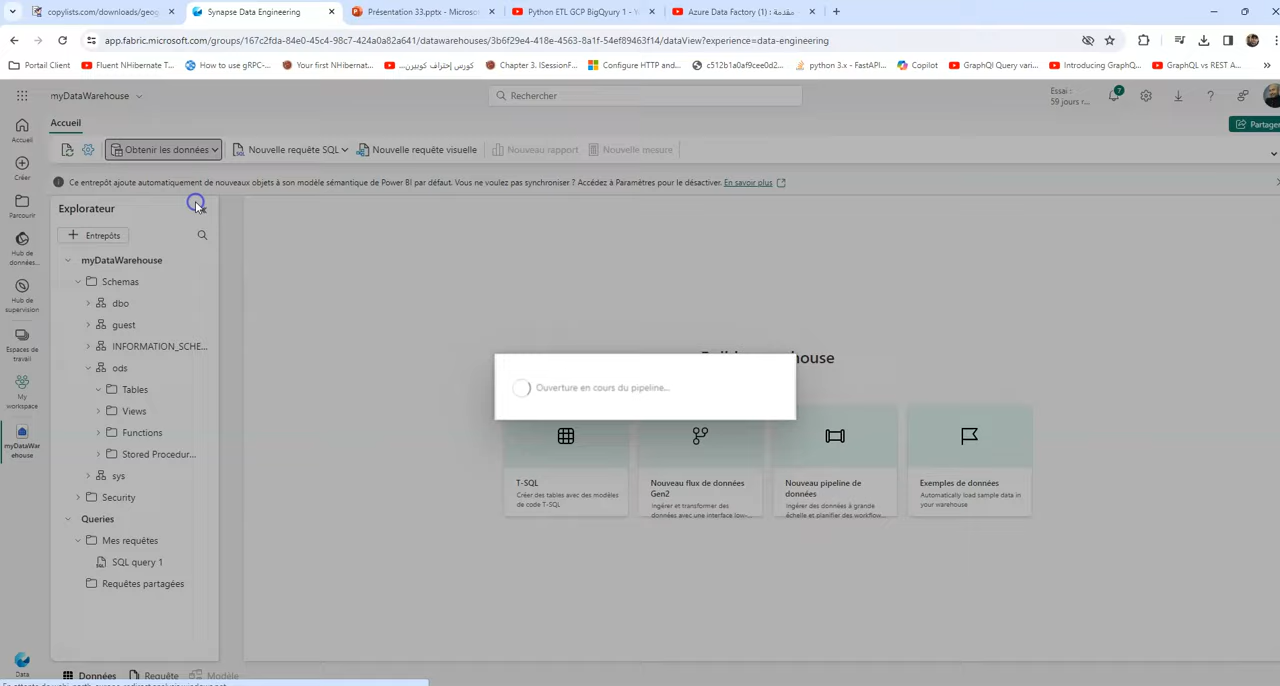 copylists.com/downloads/geog
Synapse Data Engineering
Présentation 33.pptx - Microsof
Python ETL GCP BigQyury 1 - Y
Azure Data Factory (1) : مقدمة
app.fabric.microsoft.com/groups/167c2fda-84e0-45c4-98c7-424a0a82a641/datawarehouses/3b6f29e4-418e-4563-8a1f-54ef89463f14/dataView?experience=data-engineering
Portail Client
Fluent NHibernate T...
How to use gRPC-...
Your first NHibernat...
كورس إحتراف كويبرن...
Chapter 3. ISessionF...
Configure HTTP and...
c512b1a0af9cee0d2...
python 3.x - FastAPI...
Copilot
GraphQl Query vari...
Introducing GraphQ...
GraphQL vs REST A...
myDataWarehouse
Rechercher
Essai :
59 jours r...
7
Accueil
Partager
Obtenir les données
Nouvelle requête SQL
Nouvelle requête visuelle
Nouveau rapport
Nouvelle mesure
Cet entrepôt ajoute automatiquement de nouveaux objets à son modèle sémantique de Power BI par défaut. Vous ne voulez pas synchroniser ? Accédez à Paramètres pour le désactiver. En savoir plus
Accueil
Créer
Parcourir
Hub de données...
Hub de supervision
Espaces de travail
My workspace
myDataWar ehouse
Data
Explorateur
Entrepôts
myDataWarehouse
Schemas
dbo
guest
INFORMATION_SCHE...
ods
Tables
Views
Functions
Stored Procedur...
sys
Security
Queries
Mes requêtes
SQL query 1
Requêtes partagées
Ouverture en cours du pipeline...
T-SQL
Créer des tables avec des modèles
de code T-SQL
Nouveau flux de données
Gen2
Ingérer et transformer des
données avec une interface low-...
Nouveau pipeline de
données
Ingérer des données à grande
échelle et planifier des workflow...
Exemples de données
Automatically load sample data in
your warehouse
Données
Requête
Modèle